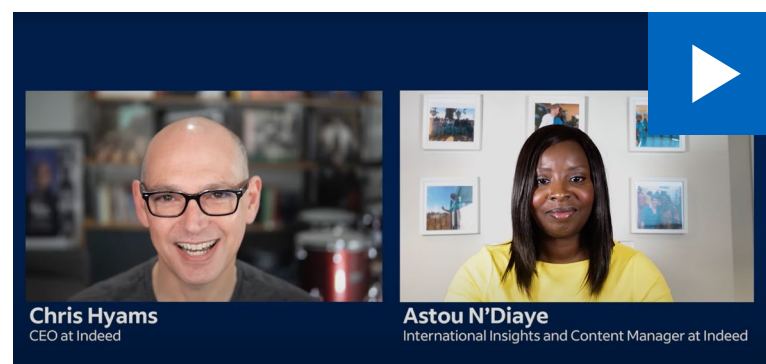 Chris Hyams
CEO at Indeed
Astou N'Diaye
International Insights and Content Manager at Indeed